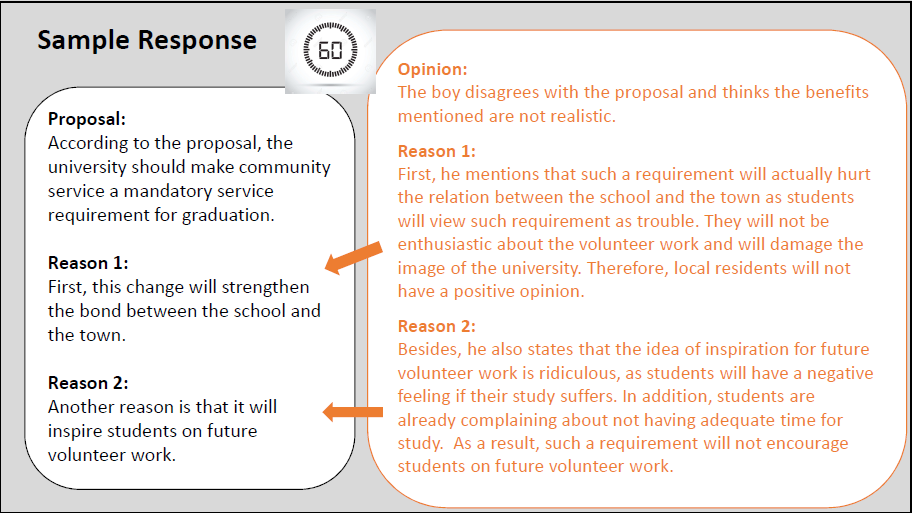 Sample Response
60
Proposal:
According to the proposal, the
university should make community
service a mandatory service
requirement for graduation.
Reason 1:
First, this change will strengthen
the bond between the school and
the town.
Reason 2:
Another reason is that it will
inspire students on future
volunteer work.
Opinion:
The boy disagrees with the proposal and thinks the benefits
mentioned are not realistic.
Reason 1:
First, he mentions that such a requirement will actually hurt
the relation between the school and the town as students
will view such requirement as trouble. They will not be
enthusiastic about the volunteer work and will damage the
image of the university. Therefore, local residents will not
have a positive opinion.
Reason 2:
Besides, he also states that the idea of inspiration for future
volunteer work is ridiculous, as students will have a negative
feeling if their study suffers. In addition, students are
already complaining about not having adequate time for
study.  As a result, such a requirement will not encourage
students on future volunteer work.